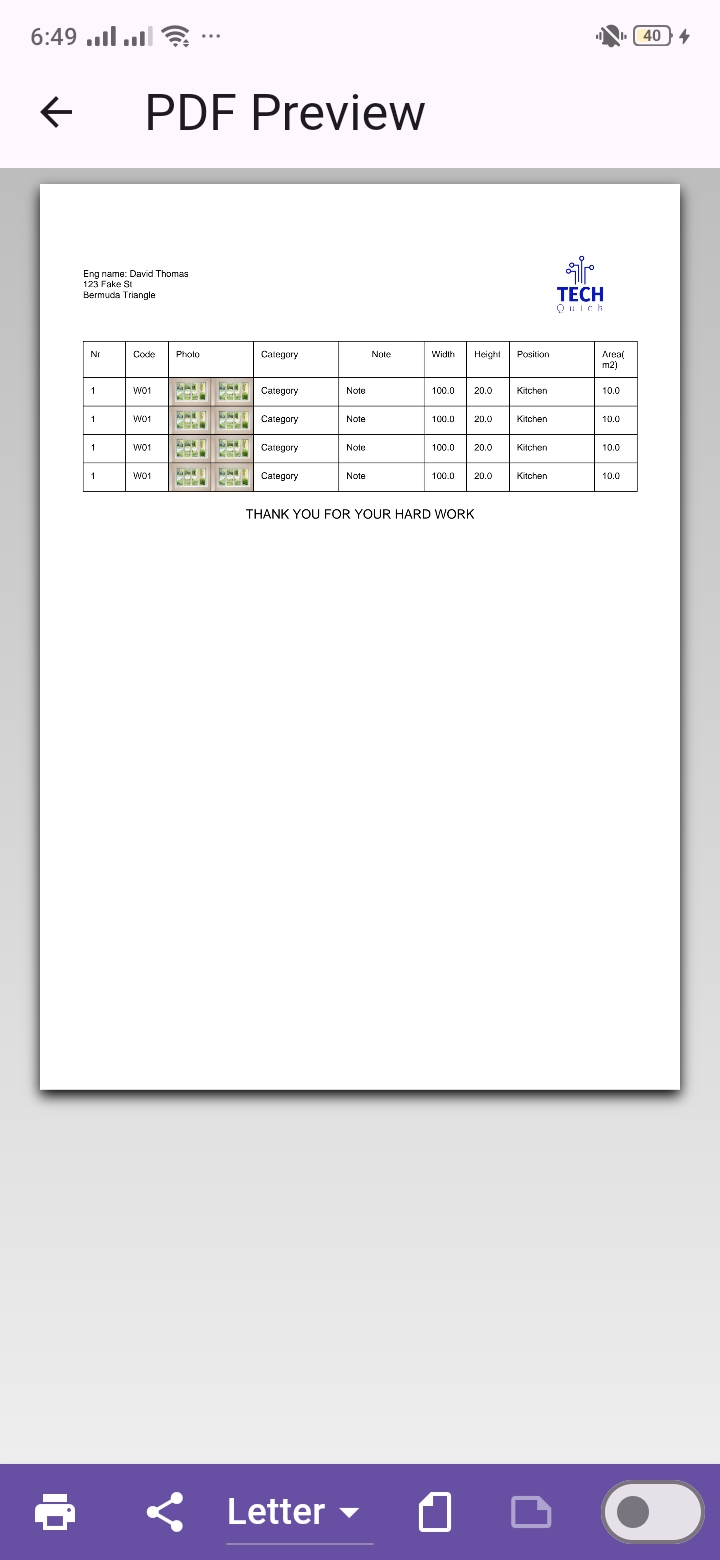 6:49 40
PDF Preview
Eng name: David Thomas
123 Fake St
Bermuda Triangle
TECH
Quick
Nr Code Photo Category Note Width Height Position Area(
m2)
1 W01 Category Note 100.0 20.0 Kitchen 10.0
1 W01 Category Note 100.0 20.0 Kitchen 10.0
1 W01 Category Note 100.0 20.0 Kitchen 10.0
1 W01 Category Note 100.0 20.0 Kitchen 10.0
THANK YOU FOR YOUR HARD WORK
Letter